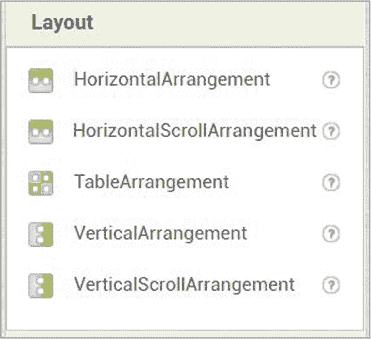 Layout
HorizontalArrangement ?
HorizontalScrollArrangement ?
TableArrangement ?
VerticalArrangement ?
VerticalScrollArrangement ?